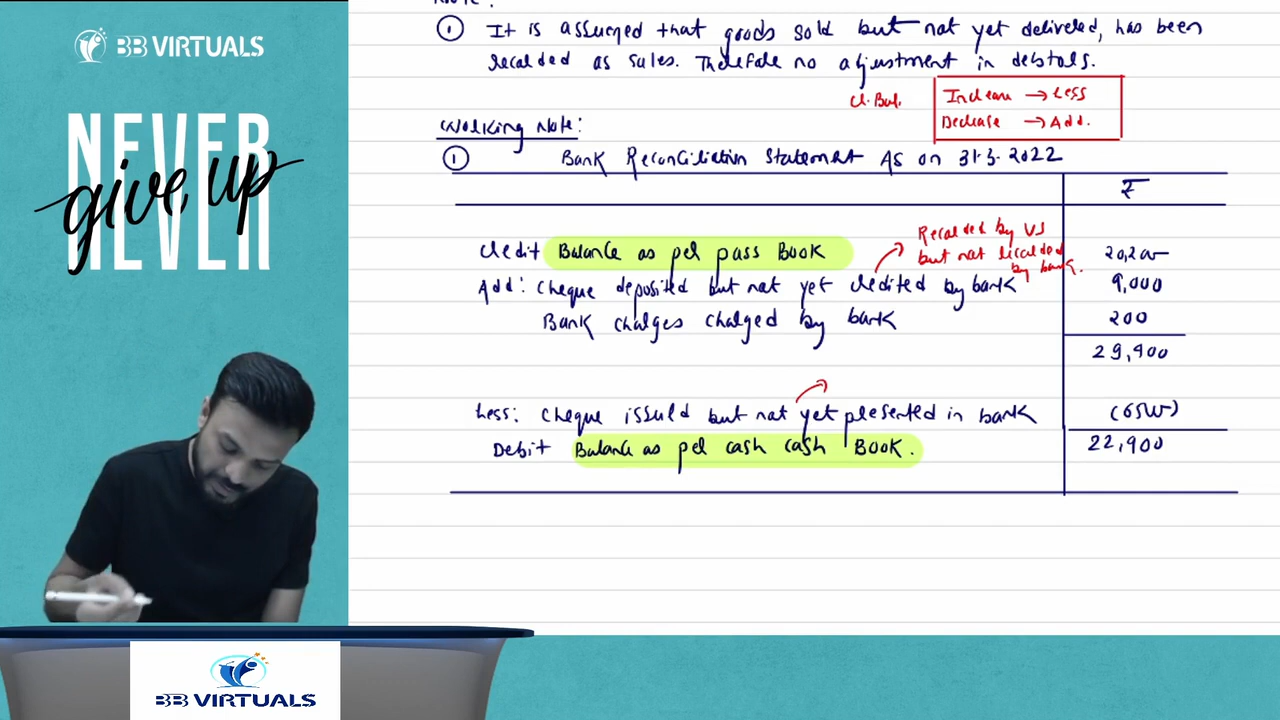 BB VIRTUALS
NEVER
give up
NEVER
① It is assumed that goods sold but not yet delivered, has been
recorded as sales. Therefore no adjustment in debtors.
cl. Bal.
Increase → Less
Decrease → Add.
Working Note:
① Bank Reconciliation Statement As on 31.3.2022
₹
Credit Balance as per pass Book 20,200
Recorded by us
but not recorded
by bank.
Add: Cheque deposited but not yet credited by bank 9,000
Bank charges charged by bank 200
29,400
Less: Cheque issued but not yet presented in bank (6500)
Debit Balance as per cash cash Book. 22,900
BB VIRTUALS